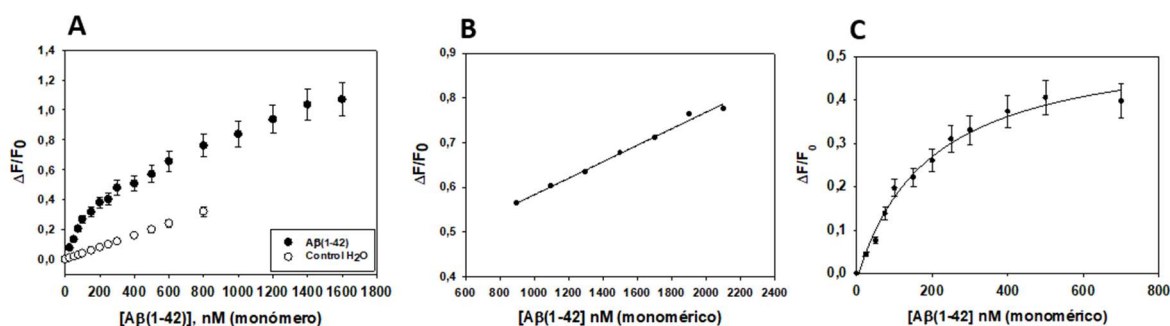 A
ΔF/F0
1,4
1,2
1,0
0,8
0,6
0,4
0,2
0,0
Aβ(1-42)
Control H2O
0 200 400 600 800 1000 1200 1400 1600 1800
[Aβ(1-42)], nM (monómero)
B
ΔF/F0
0,9
0,8
0,7
0,6
0,5
0,4
600 800 1000 1200 1400 1600 1800 2000 2200 2400
[Aβ(1-42] nM (monomérico)
C
ΔF/F0
0,5
0,4
0,3
0,2
0,1
0,0
0 200 400 600 800
[Aβ(1-42] nM (monomérico)